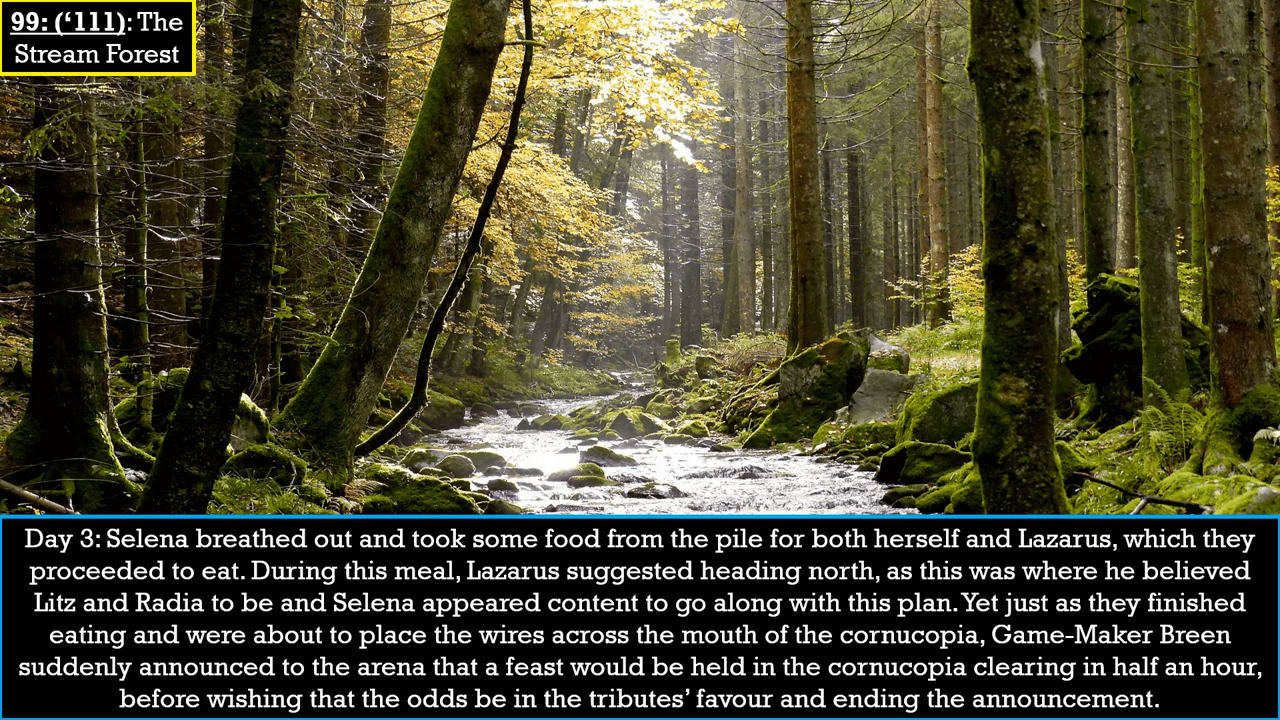 99: (‘111): The
Stream Forest
Day 3: Selena breathed out and took some food from the pile for both herself and Lazarus, which they
proceeded to eat. During this meal, Lazarus suggested heading north, as this was where he believed
Litz and Radia to be and Selena appeared content to go along with this plan. Yet just as they finished
eating and were about to place the wires across the mouth of the cornucopia, Game-Maker Breen
suddenly announced to the arena that a feast would be held in the cornucopia clearing in half an hour,
before wishing that the odds be in the tributes’ favour and ending the announcement.